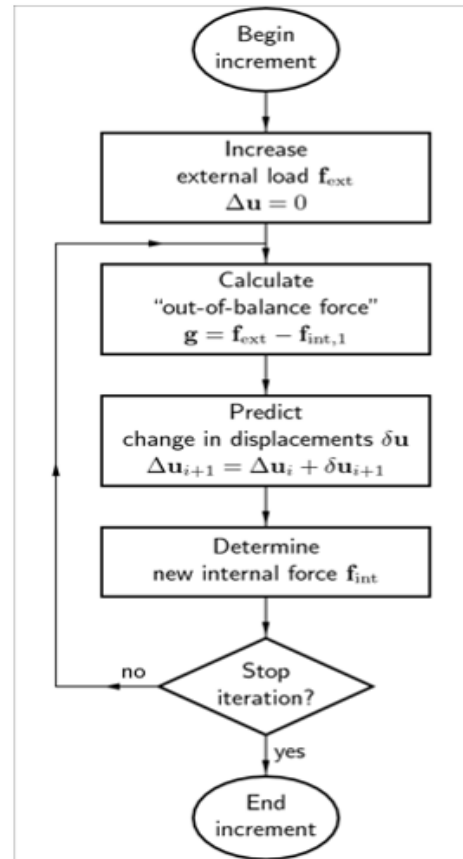 Begin
increment
Increase
external load f_ext
Δu = 0
Calculate
“out-of-balance force”
g = f_ext − f_int,1
Predict
change in displacements δu
Δu_i+1 = Δu_i + δu_i+1
Determine
new internal force f_int
no
Stop
iteration?
yes
End
increment